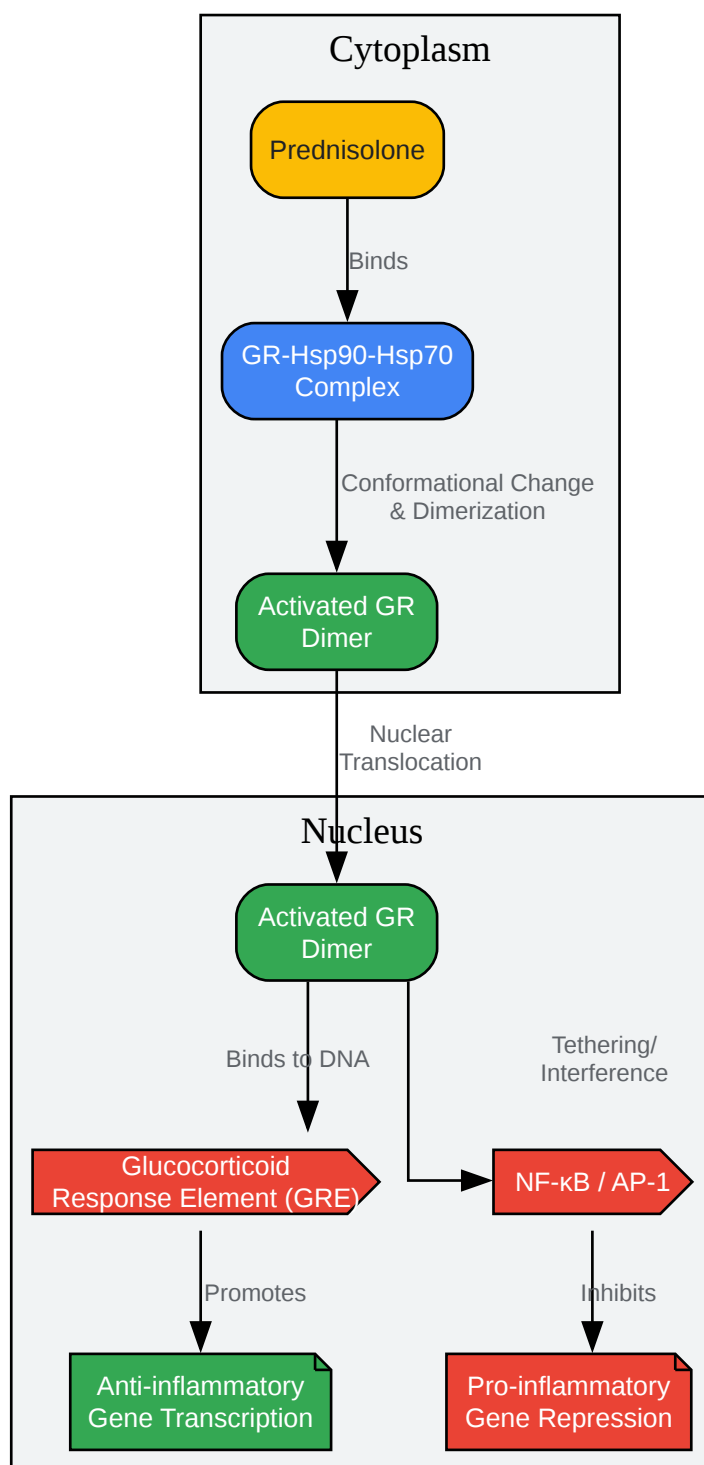 Cytoplasm
Prednisolone
Binds
GR-Hsp90-Hsp70
Complex
Conformational Change
& Dimerization
Activated GR
Dimer
Nuclear
Translocation
Nucleus
Activated GR
Dimer
Binds to DNA
Tethering/
Interference
Glucocorticoid
Response Element (GRE)
NF-κB / AP-1
Promotes
Inhibits
Anti-inflammatory
Gene Transcription
Pro-inflammatory
Gene Repression